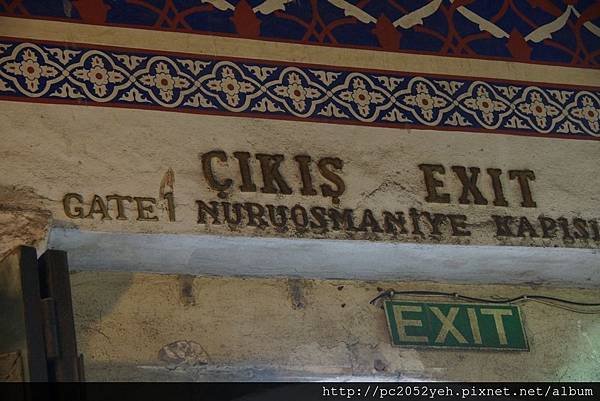 ÇIKIŞ EXIT
GATE 1 NURUOSMANİYE KAPISI
EXIT
http://pc2052yeh.pixnet.net/album